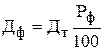 Дф = Дт Рф/100